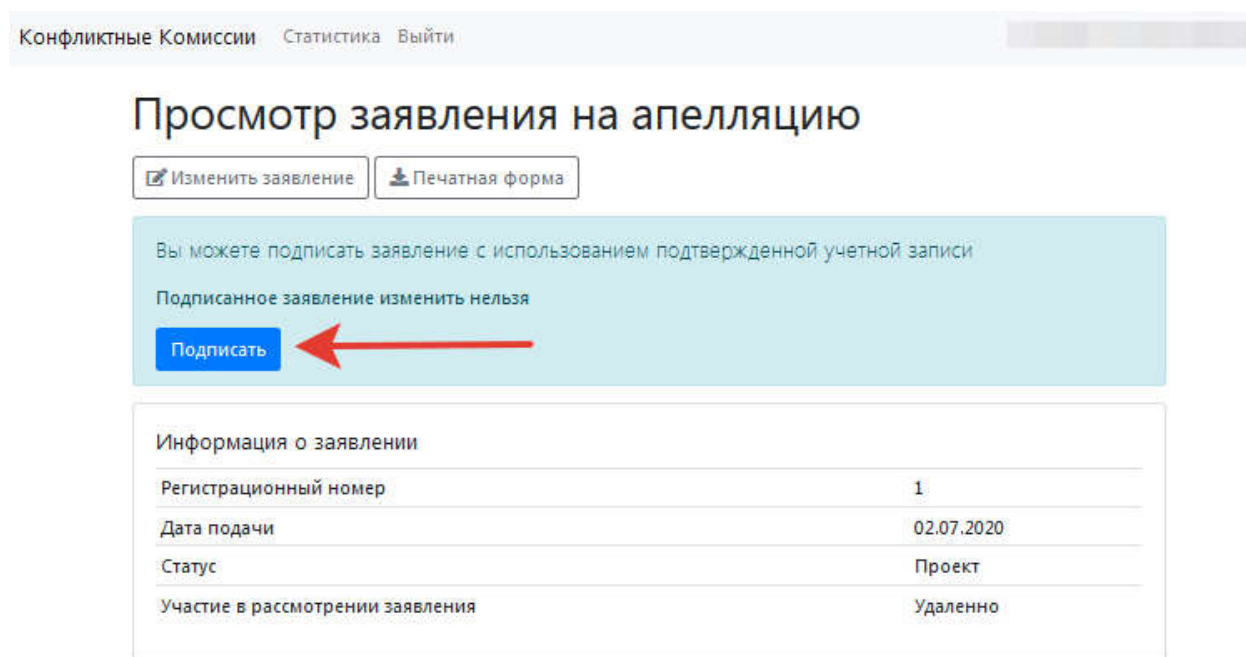 Конфликтные Комиссии Статистика Выйти
Просмотр заявления на апелляцию
Изменить заявление Печатная форма
Вы можете подписать заявление с использованием подтвержденной учетной записи
Подписанное заявление изменить нельзя
Подписать
Информация о заявлении
Регистрационный номер 1
Дата подачи 02.07.2020
Статус Проект
Участие в рассмотрении заявления Удаленно